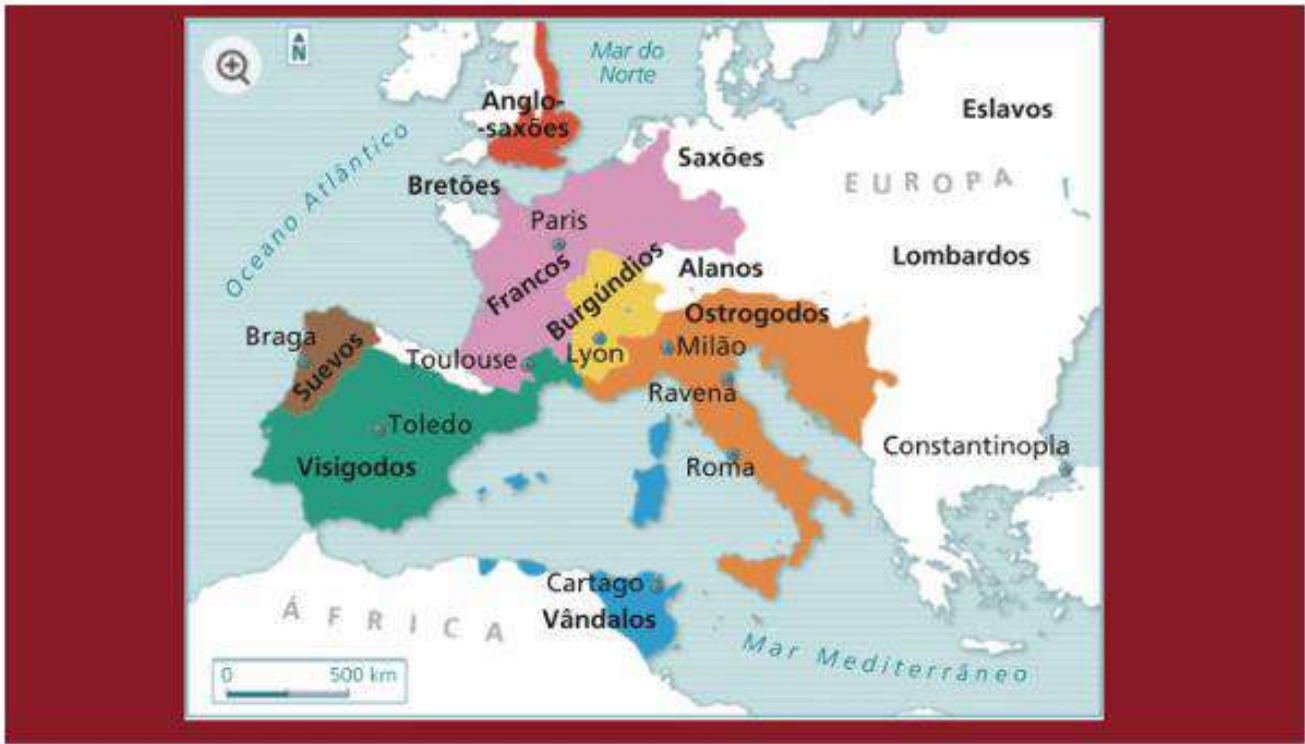 N
Mar do
Norte
Anglo-
-saxões
Eslavos
Oceano Atlântico
Saxões
EUROPA
Bretões
Paris
Francos
Burgúndios
Alanos
Lombardos
Ostrogodos
Braga
Suevos
Toulouse
Lyon
Milão
Ravena
Toledo
Visigodos
Roma
Constantinopla
Cartago
Vândalos
ÁFRICA
Mar Mediterrâneo
0 500 km